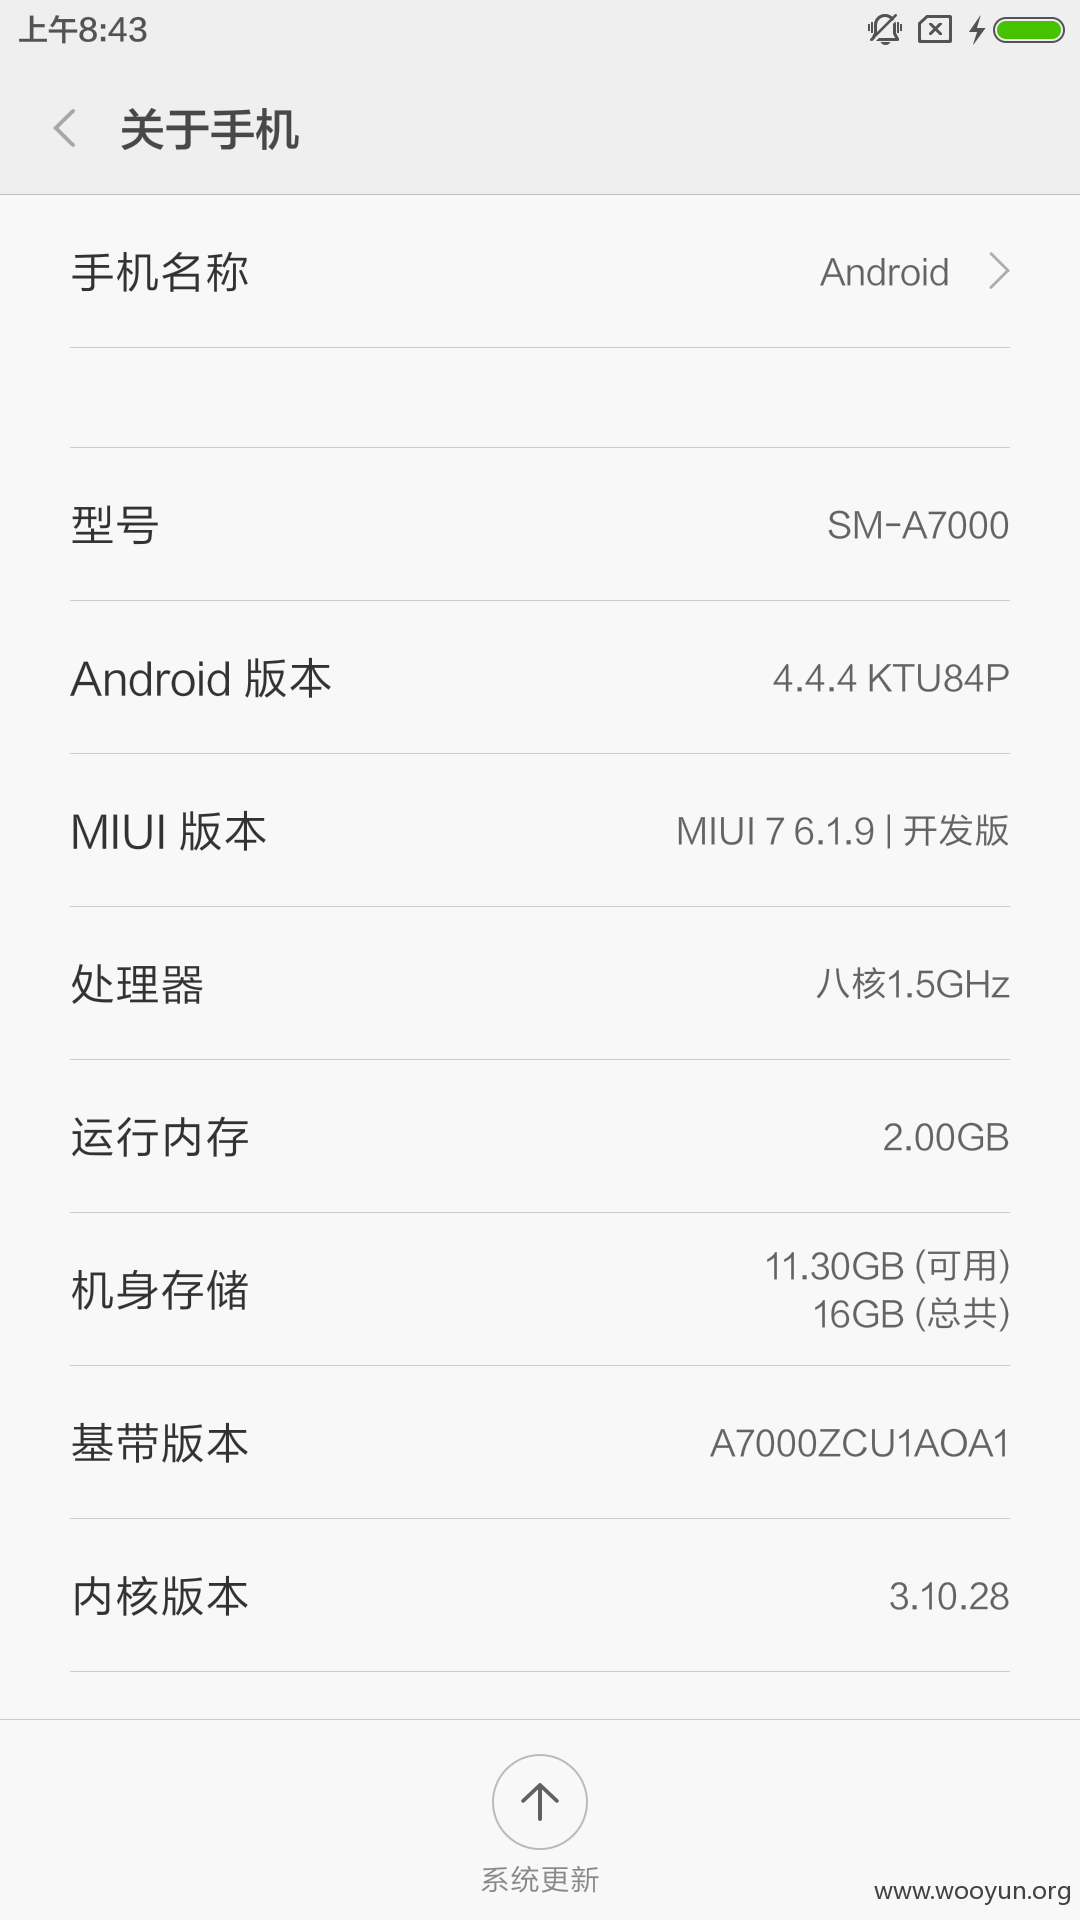 上午8:43
关于手机
手机名称 Android
型号 SM-A7000
Android 版本 4.4.4 KTU84P
MIUI 版本 MIUI 7 6.1.9 | 开发版
处理器 八核1.5GHz
运行内存 2.00GB
机身存储 11.30GB (可用)
16GB (总共)
基带版本 A7000ZCU1AOA1
内核版本 3.10.28
系统更新
www.wooyun.org